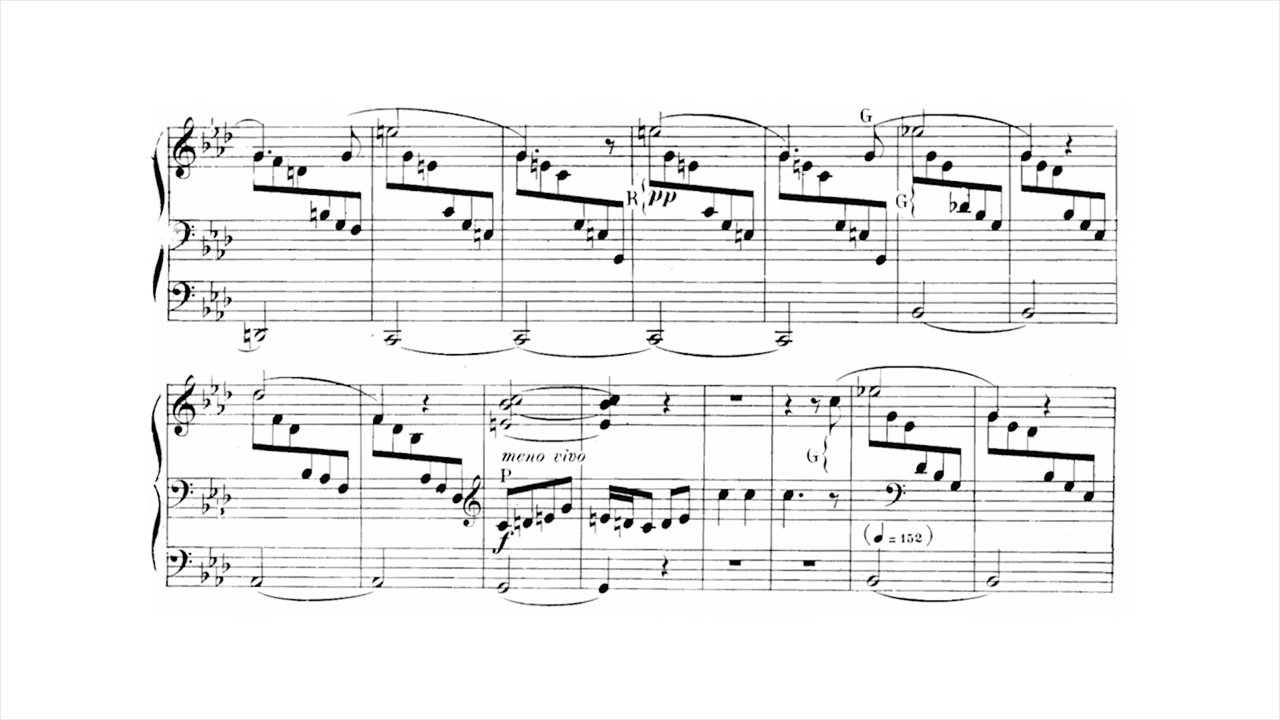 G
R pp
G
meno vivo
P
G
f
(♩ = 152)